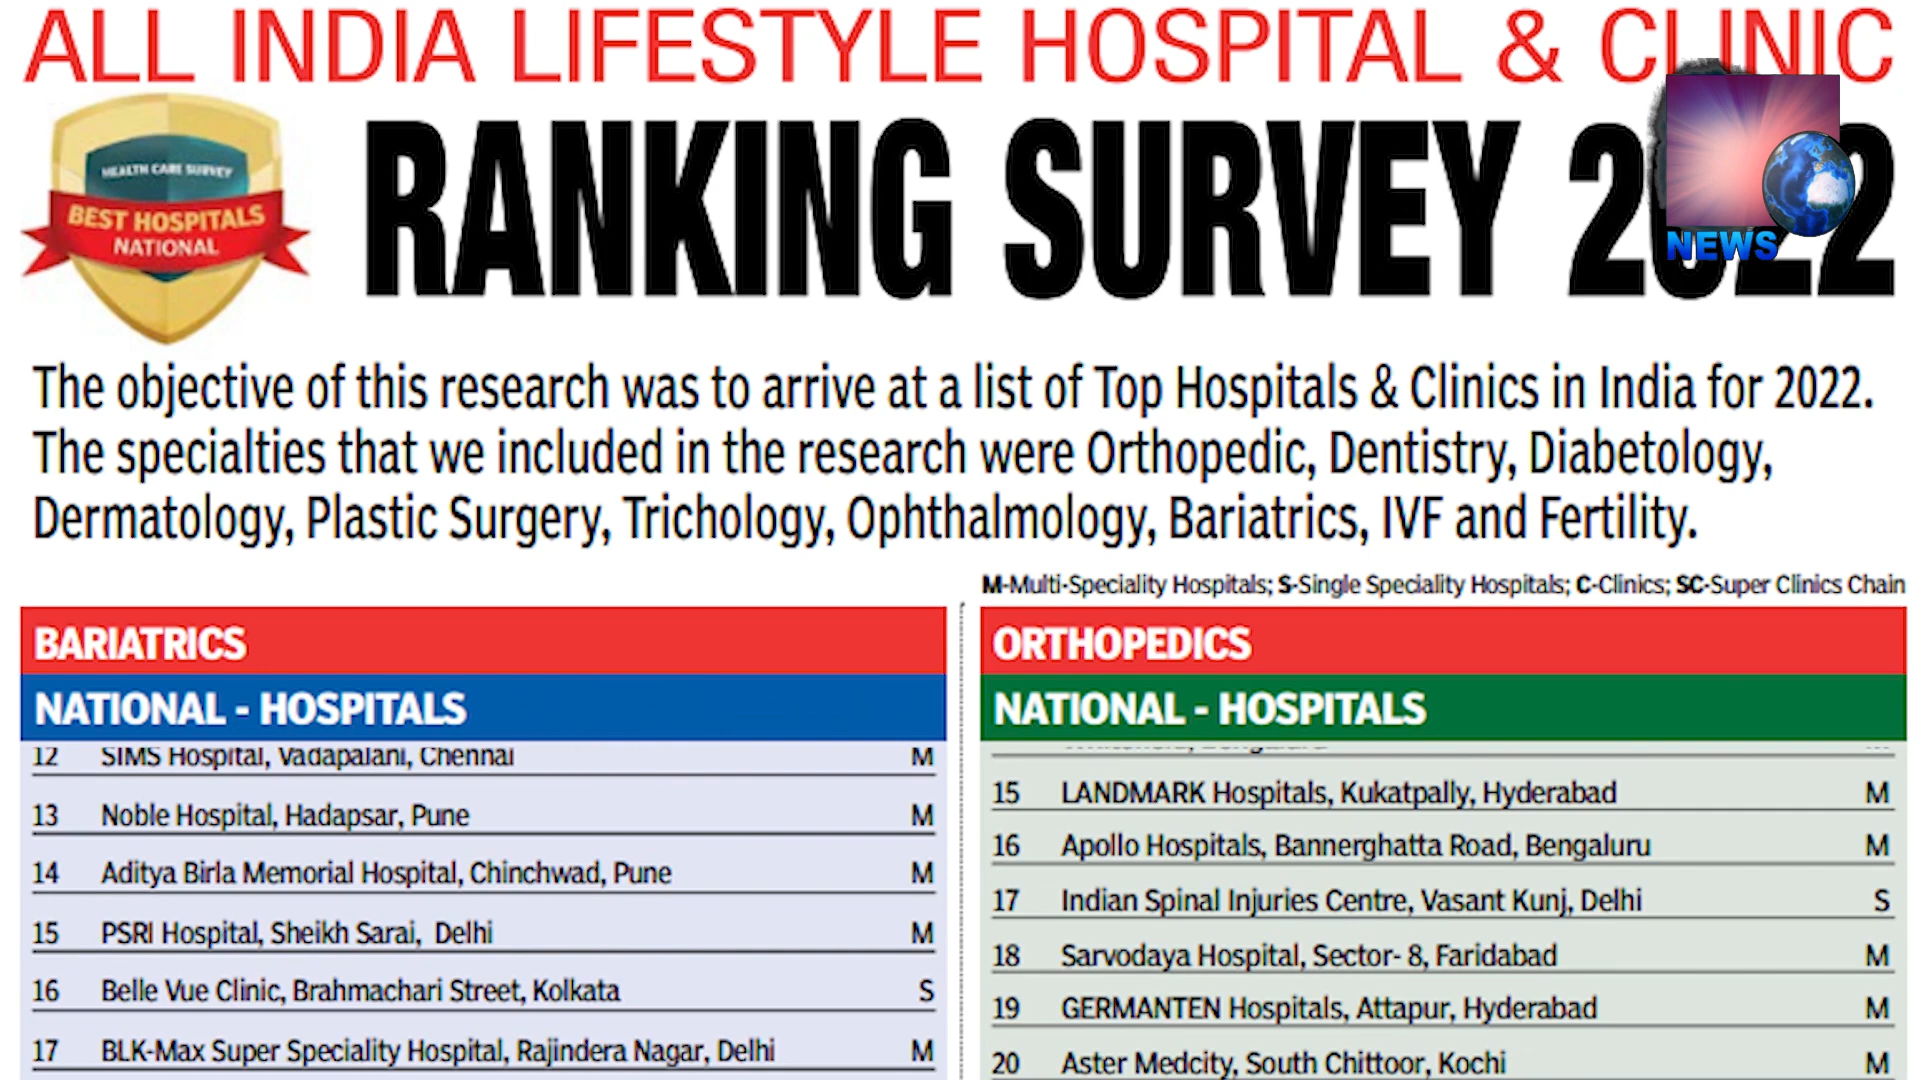 ALL INDIA LIFESTYLE HOSPITAL & CLINIC
RANKING SURVEY 2022
HEALTH CARE SURVEY
BEST HOSPITALS
NATIONAL
NEWS
The objective of this research was to arrive at a list of Top Hospitals & Clinics in India for 2022.
The specialties that we included in the research were Orthopedic, Dentistry, Diabetology,
Dermatology, Plastic Surgery, Trichology, Ophthalmology, Bariatrics, IVF and Fertility.
M-Multi-Speciality Hospitals; S-Single Speciality Hospitals; C-Clinics; SC-Super Clinics Chain
BARIATRICS
NATIONAL - HOSPITALS
12 SIMS Hospital, Vadapalani, Chennai M
13 Noble Hospital, Hadapsar, Pune M
14 Aditya Birla Memorial Hospital, Chinchwad, Pune M
15 PSRI Hospital, Sheikh Sarai, Delhi M
16 Belle Vue Clinic, Brahmachari Street, Kolkata S
17 BLK-Max Super Speciality Hospital, Rajindera Nagar, Delhi M
ORTHOPEDICS
NATIONAL - HOSPITALS
15 LANDMARK Hospitals, Kukatpally, Hyderabad M
16 Apollo Hospitals, Bannerghatta Road, Bengaluru M
17 Indian Spinal Injuries Centre, Vasant Kunj, Delhi S
18 Sarvodaya Hospital, Sector- 8, Faridabad M
19 GERMANTEN Hospitals, Attapur, Hyderabad M
20 Aster Medcity, South Chittoor, Kochi M